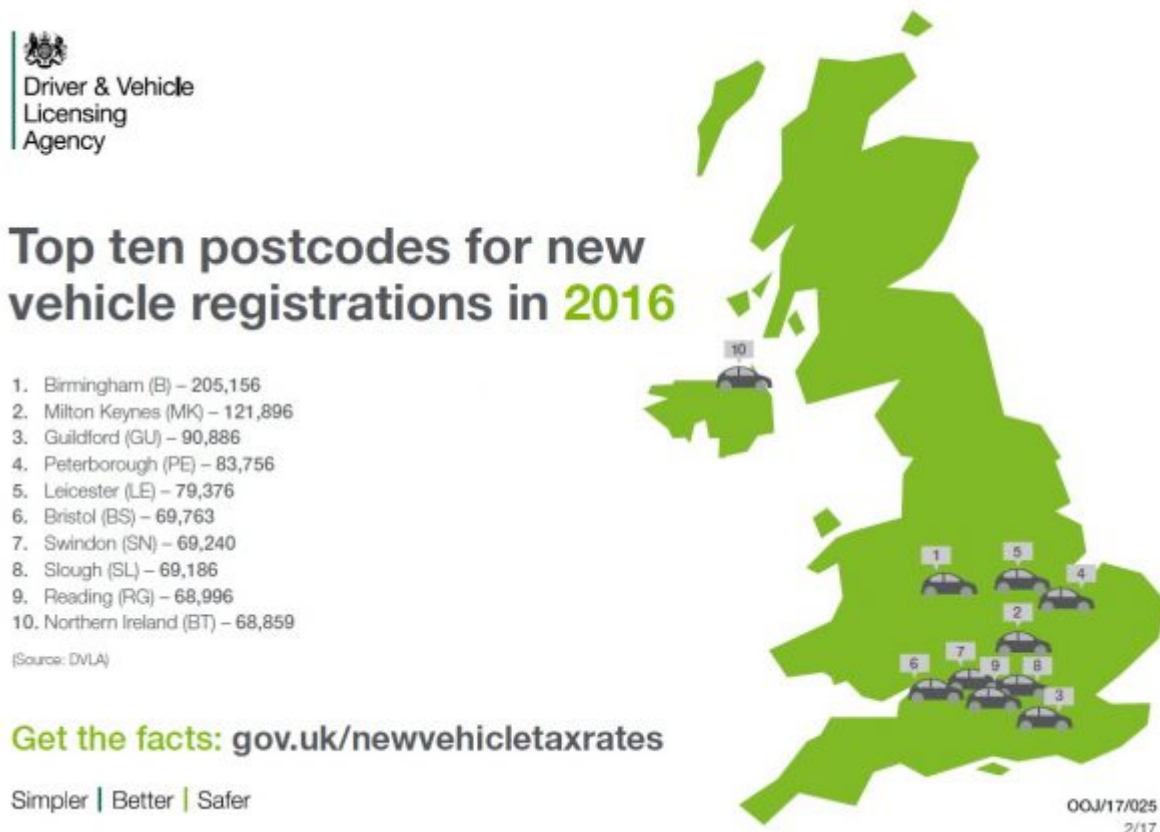 Driver & Vehicle
Licensing
Agency
Top ten postcodes for new
vehicle registrations in 2016
1. Birmingham (B) – 205,156
2. Milton Keynes (MK) – 121,896
3. Guildford (GU) – 90,886
4. Peterborough (PE) – 83,756
5. Leicester (LE) – 79,376
6. Bristol (BS) – 69,763
7. Swindon (SN) – 69,240
8. Slough (SL) – 69,186
9. Reading (RG) – 68,996
10. Northern Ireland (BT) – 68,859
(Source: DVLA)
10
1
5
4
2
7
6
9
8
3
Get the facts: gov.uk/newvehicletaxrates
Simpler | Better | Safer
OOJ/17/025
2/17